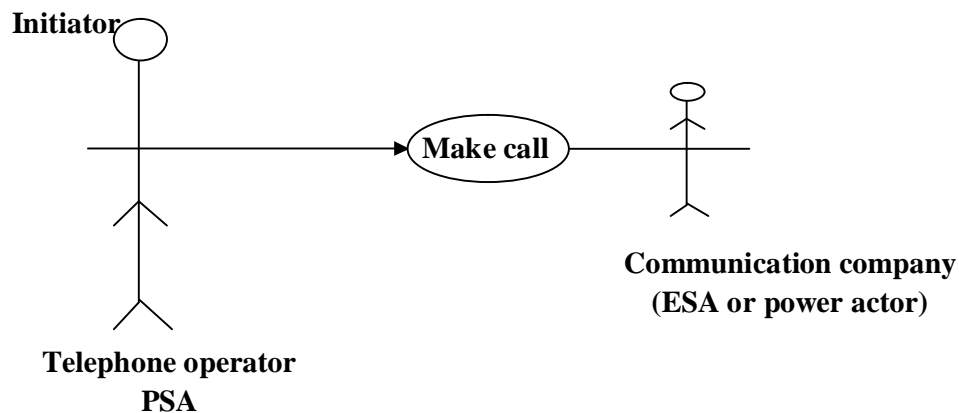 Initiator
Make call
Communication company
(ESA or power actor)
Telephone operator
PSA